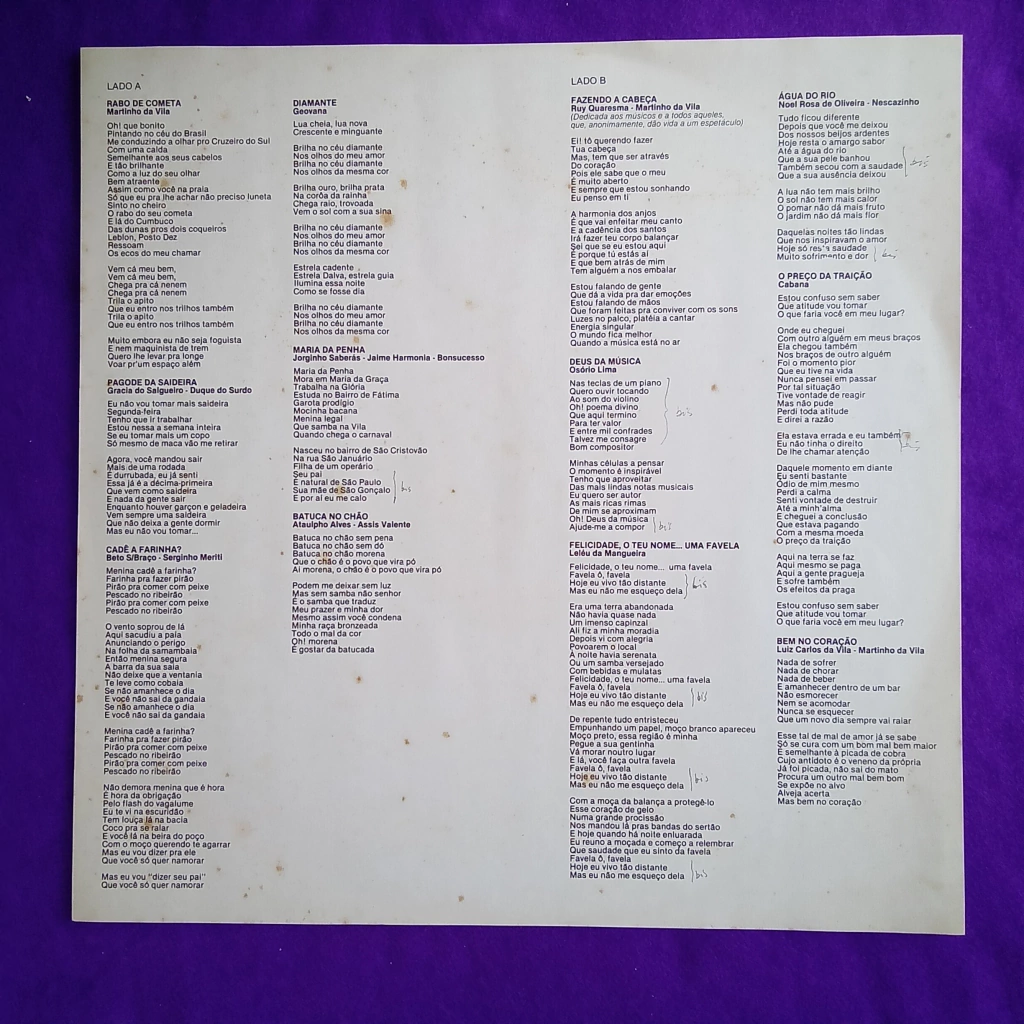 LADO A
RABO DE COMETA
Martinho da Vila
Oh! que bonito
Pintando no céu do Brasil
Me conduzindo a olhar pro Cruzeiro do Sul
Com uma calda
Semelhante aos seus cabelos
E tão brilhante
Como a luz do seu olhar
Bem atraente
Assim como você na praia
Só que eu pra lhe achar não preciso luneta
Sinto no cheiro
O rabo do seu cometa
E lá do Cumbuco
Das dunas pros dois coqueiros
Leblon, Posto Dez
Ressoam
Os ecos do meu chamar
Vem cá meu bem,
Vem cá meu bem,
Chega pra cá nenem
Chega pra cá nenem
Trila o apito
Que eu entro nos trilhos também
Trila o apito
Que eu entro nos trilhos também
Muito embora eu não seja foguista
E nem maquinista de trem
Quero lhe levar pra longe
Voar pr'um espaço além
PAGODE DA SAIDEIRA
Gracia do Salgueiro - Duque do Surdo
Eu não vou tomar mais saideira
Segunda-feira
Tenho que ir trabalhar
Estou nessa a semana inteira
Se eu tomar mais um copo
Só mesmo de maca vão me retirar
Agora, você mandou sair
Mais de uma rodada
É durrubada, eu já senti
Essa já é a décima-primeira
Que vem como saideira
E nada da gente sair
Enquanto houver garçon e geladeira
Vem sempre uma saideira
Que não deixa a gente dormir
Mas eu não vou tomar...
CADÊ A FARINHA?
Beto S/Braço - Serginho Meriti
Menina cadê a farinha?
Farinha pra fazer pirão
Pirão pra comer com peixe
Pescado no ribeirão
Pirão pra comer com peixe
Pescado no ribeirão
O vento soprou de lá
Aqui sacudiu a paia
Anunciando o perigo
Na folha da samambaia
Então menina segura
A barra da sua saia
Não deixe que a ventania
Te leve como cobaia
Se não amanhece o dia
E você não sai da gandaia
Se não amanhece o dia
E você não sai da gandaia
Menina cadê a farinha?
Farinha pra fazer pirão
Pirão pra comer com peixe
Pescado no ribeirão
Pirão pra comer com peixe
Pescado no ribeirão
Não demora menina que é hora
É hora da obrigação
Pelo flash do vagalume
Eu te vi na escuridão
Tem louça lá na bacia
Coco pra se ralar
E você lá na beira do poço
Com o moço querendo te agarrar
Mas eu vou dizer pra ele
Que você só quer namorar
Mas eu vou "dizer seu pai"
Que você só quer namorar
DIAMANTE
Geovana
Lua cheia, lua nova
Crescente e minguante
Brilha no céu diamante
Nos olhos do meu amor
Brilha no céu diamante
Nos olhos da mesma cor
Brilha ouro, brilha prata
Na corôa da rainha
Chega raio, trovoada
Vem o sol com a sua sina
Brilha no céu diamante
Nos olhos do meu amor
Brilha no céu diamante
Nos olhos da mesma cor
Estrela cadente
Estrela Dalva, estrela guia
Ilumina essa noite
Como se fosse dia
Brilha no céu diamante
Nos olhos do meu amor
Brilha no céu diamante
Nos olhos da mesma cor
MARIA DA PENHA
Jorginho Saberás - Jaime Harmonia - Bonsucesso
Maria da Penha
Mora em Maria da Graça
Trabalha na Glória
Estuda no Bairro de Fátima
Garota prodígio
Mocinha bacana
Menina legal
Que samba na Vila
Quando chega o carnaval
Nasceu no bairro de São Cristovão
Na rua São Januário
Filha de um operário
Seu pai
É natural de São Paulo
Sua mãe de São Gonçalo
E por aí eu me calo
bis
BATUCA NO CHÃO
Ataulpho Alves - Assis Valente
Batuca no chão sem pena
Batuca no chão sem dó
Batuca no chão morena
Que o chão é o povo que vira pó
Ai morena, o chão é o povo que vira pó
Podem me deixar sem luz
Mas sem samba não senhor
É o samba que traduz
Meu prazer e minha dor
Mesmo assim você condena
Minha raça bronzeada
Todo o mal da cor
Oh! morena
É gostar da batucada
LADO B
FAZENDO A CABEÇA
Ruy Quaresma - Martinho da Vila
(Dedicada aos músicos e a todos aqueles,
que, anonimamente, dão vida a um espetáculo)
Ei! tô querendo fazer
Tua cabeça
Mas, tem que ser através
Do coração
Pois ele sabe que o meu
É muito aberto
E sempre que estou sonhando
Eu penso em ti
A harmonia dos anjos
É que vai enfeitar meu canto
E a cadência dos santos
Irá fazer teu corpo balançar
Sei que se eu estou aqui
É porque tú estás aí
E que bem atrás de mim
Tem alguém a nos embalar
Estou falando de gente
Que dá a vida pra dar emoções
Estou falando de mãos
Que foram feitas pra conviver com os sons
Luzes no palco, platéia a cantar
Energia singular
O mundo fica melhor
Quando a música está no ar
DEUS DA MÚSICA
Osório Lima
Nas teclas de um piano
Quero ouvir tocando
Ao som do violino
Oh! poema divino
Que aqui termino
Para ter valor
E entre mil confrades
Talvez me consagre
Bom compositor
bis
Minhas células a pensar
O momento é inspirável
Tenho que aproveitar
Das mais lindas notas musicais
Eu quero ser autor
As mais ricas rimas
De mim se aproximam
Oh! Deus da música
Ajude-me a compor
bis
FELICIDADE, O TEU NOME... UMA FAVELA
Leléu da Mangueira
Felicidade, o teu nome... uma favela
Favela ô, favela
Hoje eu vivo tão distante
Mas eu não me esqueço dela
bis
Era uma terra abandonada
Não havia quase nada
Um imenso capinzal
Ali fiz a minha moradia
Depois vi com alegria
Povoarem o local
À noite havia serenata
Ou um samba versejado
Com bebidas e mulatas
Felicidade, o teu nome... uma favela
Favela ô, favela
Hoje eu vivo tão distante
Mas eu não me esqueço dela
bis
De repente tudo entristeceu
Empunhando um papel, moço branco apareceu
Moço preto, essa região é minha
Pegue a sua gentinha
Vá morar noutro lugar
E lá, você faça outra favela
Favela ô, favela
Hoje eu vivo tão distante
Mas eu não me esqueço dela
bis
Com a moça da balança a protegê-lo
Esse coração de gelo
Numa grande procissão
Nos mandou lá pras bandas do sertão
E hoje quando há noite enluarada
Eu reuno a moçada e começo a relembrar
Que saudade que eu sinto da favela
Favela ô, favela
Hoje eu vivo tão distante
Mas eu não me esqueço dela
bis
ÁGUA DO RIO
Noel Rosa de Oliveira - Nescazinho
Tudo ficou diferente
Depois que você me deixou
Dos nossos beijos ardentes
Hoje resta o amargo sabor
Até a água do rio
Que a sua pele banhou
Também secou com a saudade
Que a sua ausência deixou
bis
A lua não tem mais brilho
O sol não tem mais calor
O pomar não dá mais fruto
O jardim não dá mais flor
Daquelas noites tão lindas
Que nos inspiravam o amor
Hoje só resta saudade
Muito sofrimento e dor
bis
O PREÇO DA TRAIÇÃO
Cabana
Estou confuso sem saber
Que atitude vou tomar
O que faria você em meu lugar?
Onde eu cheguei
Com outro alguém em meus braços
Ela chegou também
Nos braços de outro alguém
Foi o momento pior
Que eu tive na vida
Nunca pensei em passar
Por tal situação
Tive vontade de reagir
Mas não pude
Perdi toda atitude
E direi a razão
Ela estava errada e eu também
Eu não tinha o direito
De lhe chamar atenção
bis
Daquele momento em diante
Eu senti bastante
Ódio de mim mesmo
Perdi a calma
Senti vontade de destruir
Até a minh'alma
E cheguei a conclusão
Que estava pagando
Com a mesma moeda
O preço da traição
Aqui na terra se faz
Aqui mesmo se paga
Aqui a gente pragueja
E sofre também
Os efeitos da praga
Estou confuso sem saber
Que atitude vou tomar
O que faria você em meu lugar?
BEM NO CORAÇÃO
Luiz Carlos da Vila - Martinho da Vila
Nada de sofrer
Nada de chorar
Nada de beber
E amanhecer dentro de um bar
Não esmorecer
Nem se acomodar
Nunca se esquecer
Que um novo dia sempre vai raiar
Esse tal de mal de amor já se sabe
Só se cura com um bom mal bem maior
É semelhante à picada de cobra
Cujo antídoto é o veneno da própria
Já foi picada, não sai do mato
Procura um outro mal bem bom
Se expõe no alvo
Alveja acerta
Mas bem no coração